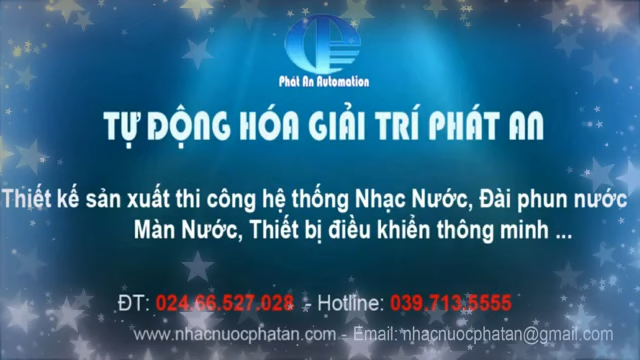 Phát An Automation
TỰ ĐỘNG HÓA GIẢI TRÍ PHÁT AN
Thiết kế sản xuất thi công hệ thống Nhạc Nước, Đài phun nước
Màn Nước, Thiết bị điều khiển thông minh ...
ĐT: 024.66.527.028 - Hotline: 039.713.5555
www.nhacnuocphatan.com - Email: nhacnuocphatan@gmail.com